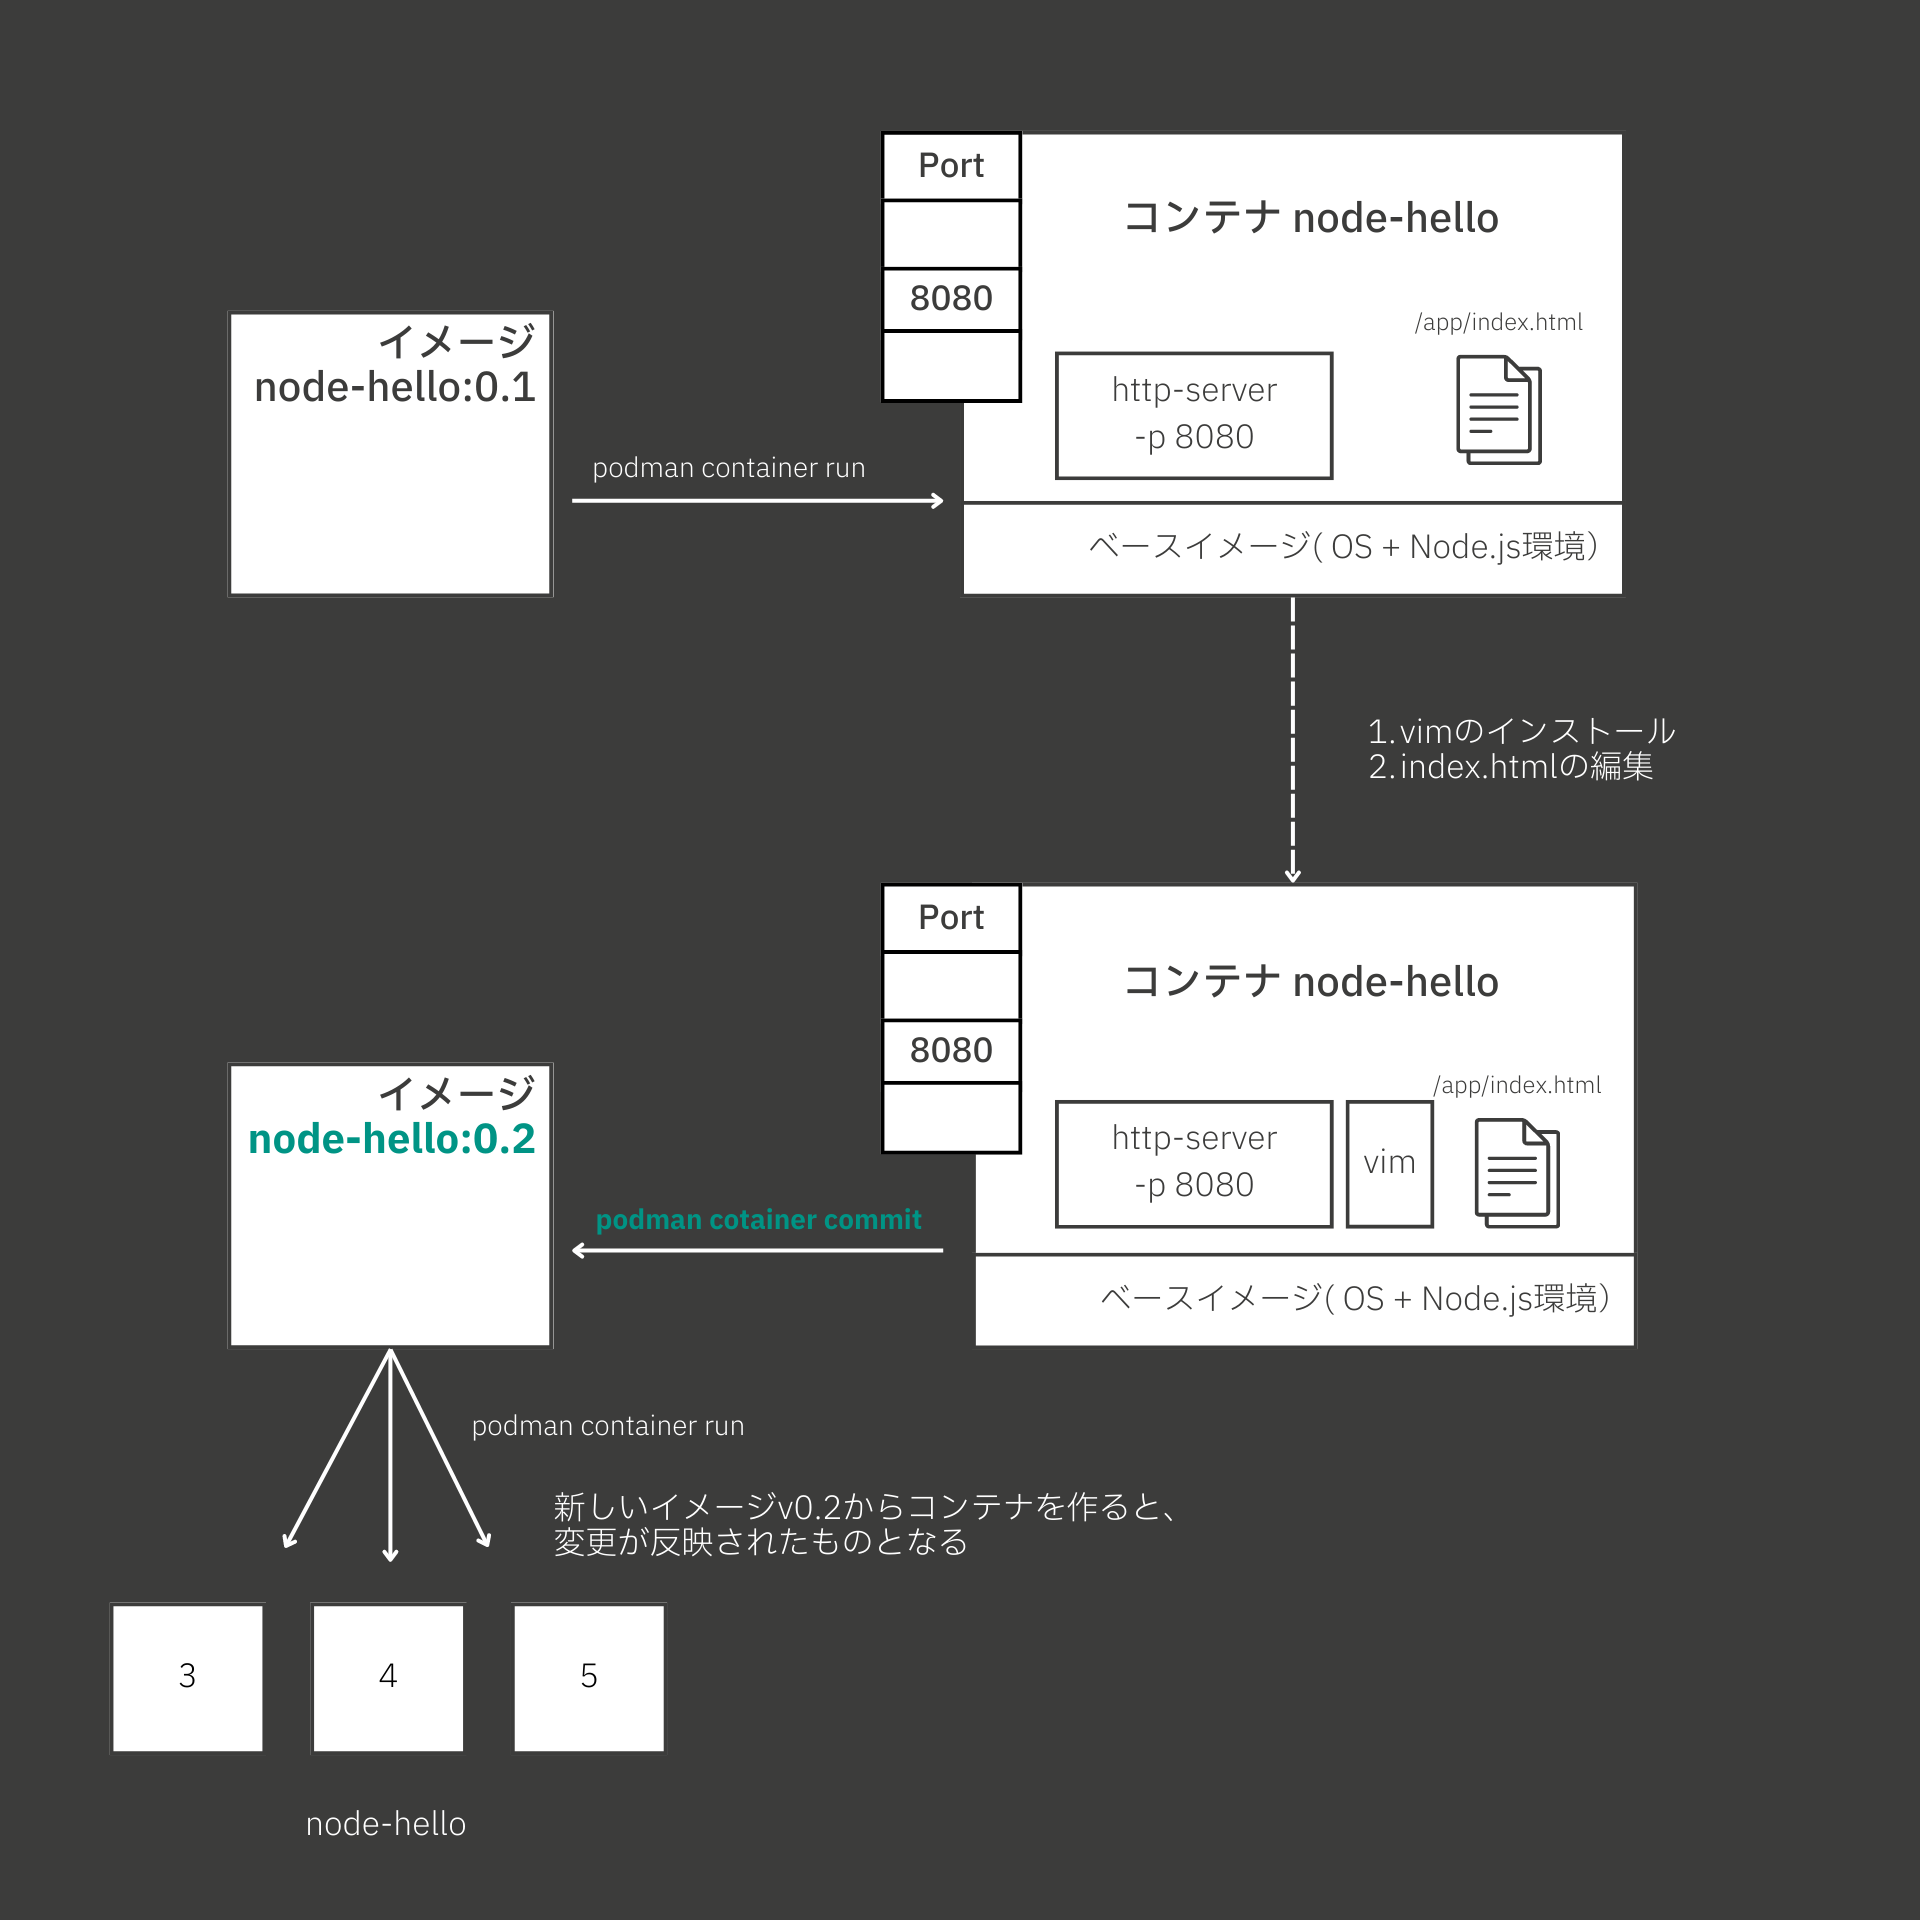 Port
8080
コンテナ node-hello
/app/index.html
http-server
-p 8080
ベースイメージ( OS + Node.js環境)
イメージ
node-hello:0.1
podman container run
1.vimのインストール
2.index.htmlの編集
Port
8080
コンテナ node-hello
/app/index.html
http-server
-p 8080
vim
ベースイメージ( OS + Node.js環境)
イメージ
node-hello:0.2
podman cotainer commit
podman container run
新しいイメージv0.2からコンテナを作ると、
変更が反映されたものとなる
3
4
5
node-hello